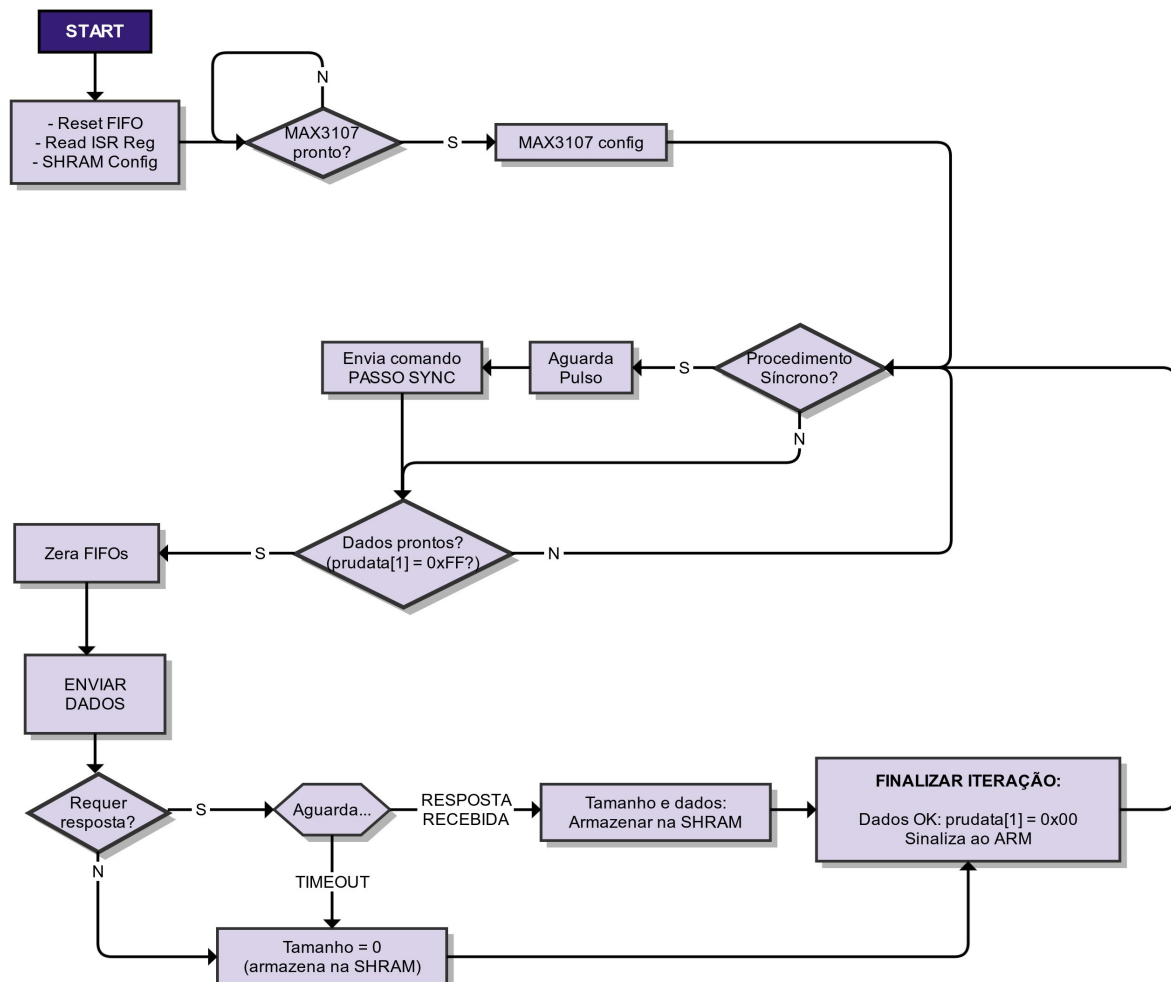 START
- Reset FIFO
- Read ISR Reg
- SHRAM Config
N
MAX3107
pronto?
S
MAX3107 config
Envia comando
PASSO SYNC
Aguarda
Pulso
S
Procedimento
Síncrono?
N
Zera FIFOs
S
Dados prontos?
(prudata[1] = 0xFF?)
N
ENVIAR
DADOS
Requer
resposta?
S
Aguarda...
RESPOSTA
RECEBIDA
Tamanho e dados:
Armazenar na SHRAM
FINALIZAR ITERAÇÃO:
Dados OK: prudata[1] = 0x00
Sinaliza ao ARM
N
TIMEOUT
Tamanho = 0
(armazena na SHRAM)